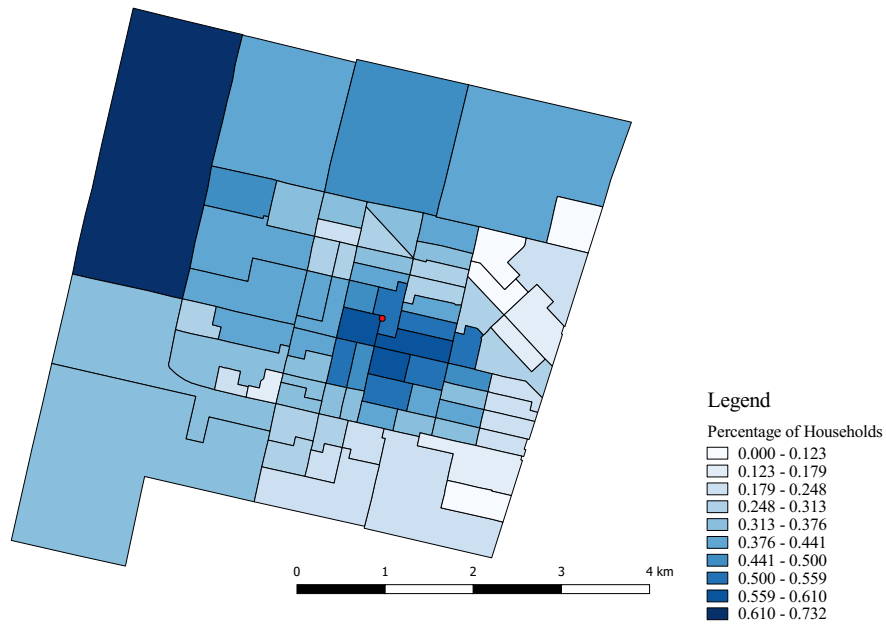 Legend
Percentage of Households
0.000 - 0.123
0.123 - 0.179
0.179 - 0.248
0.248 - 0.313
0.313 - 0.376
0.376 - 0.441
0.441 - 0.500
0.500 - 0.559
0.559 - 0.610
0.610 - 0.732
0 1 2 3 4 km